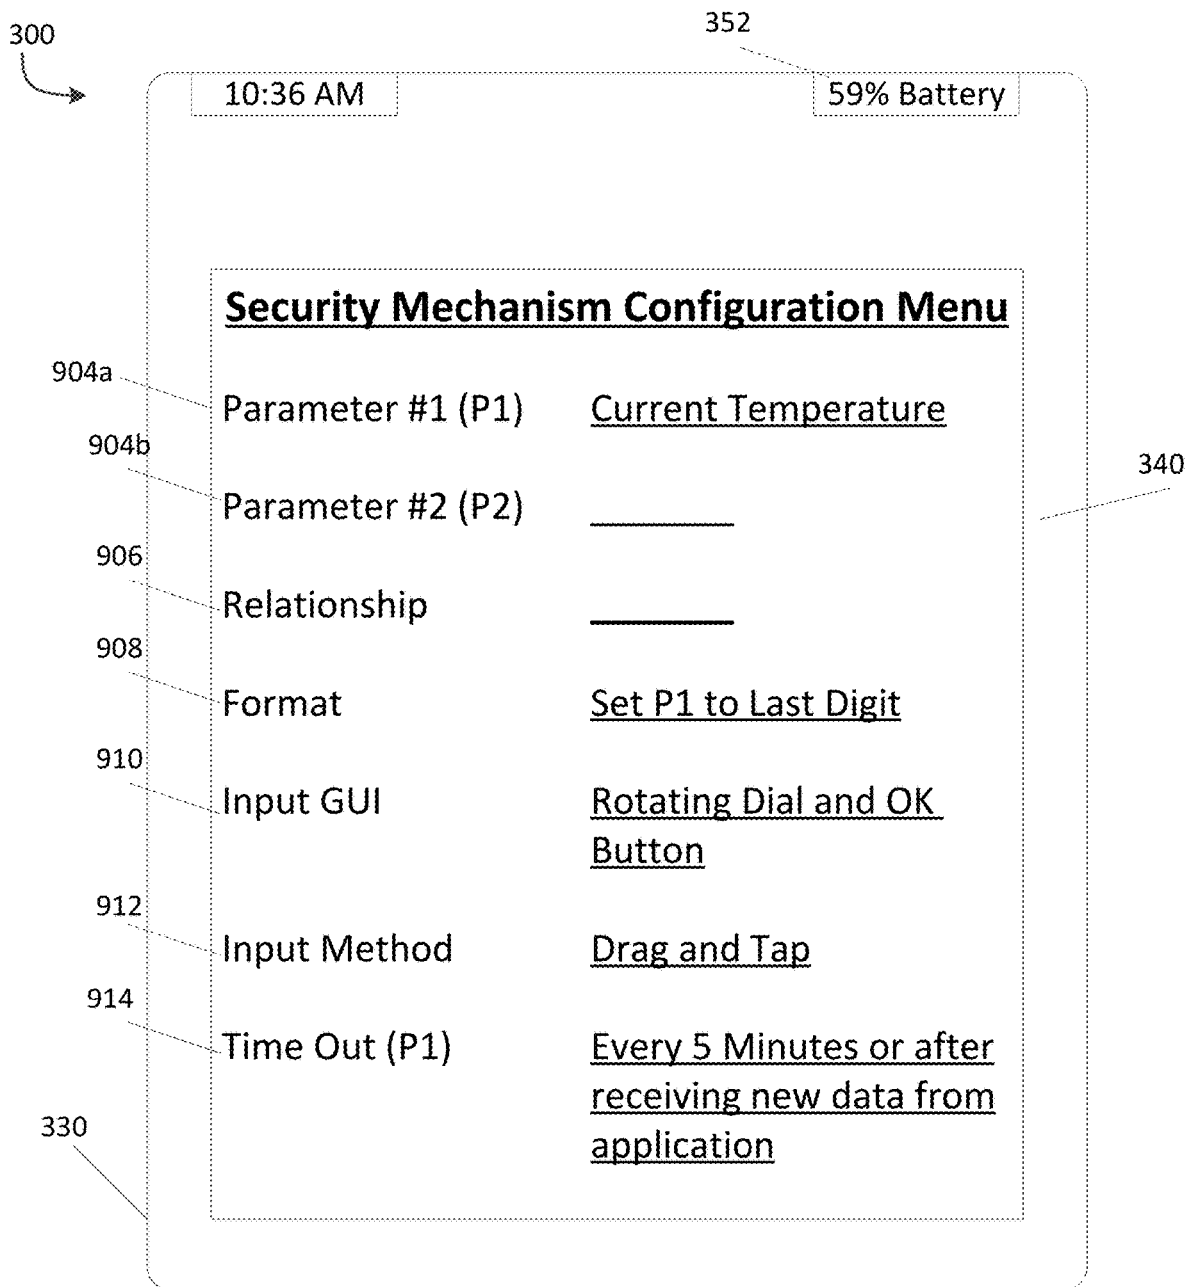 352
300
10:36 AM 59% Battery
Security Mechanism Configuration Menu
904a
Parameter #1 (P1) Current Temperature
904b
340
Parameter #2 (P2)
906
Relationship
908
Format Set P1 to Last Digit
910
Input GUI Rotating Dial and OK
Button
912
Input Method Drag and Tap
914
Time Out (P1) Every 5 Minutes or after
receiving new data from
330
application